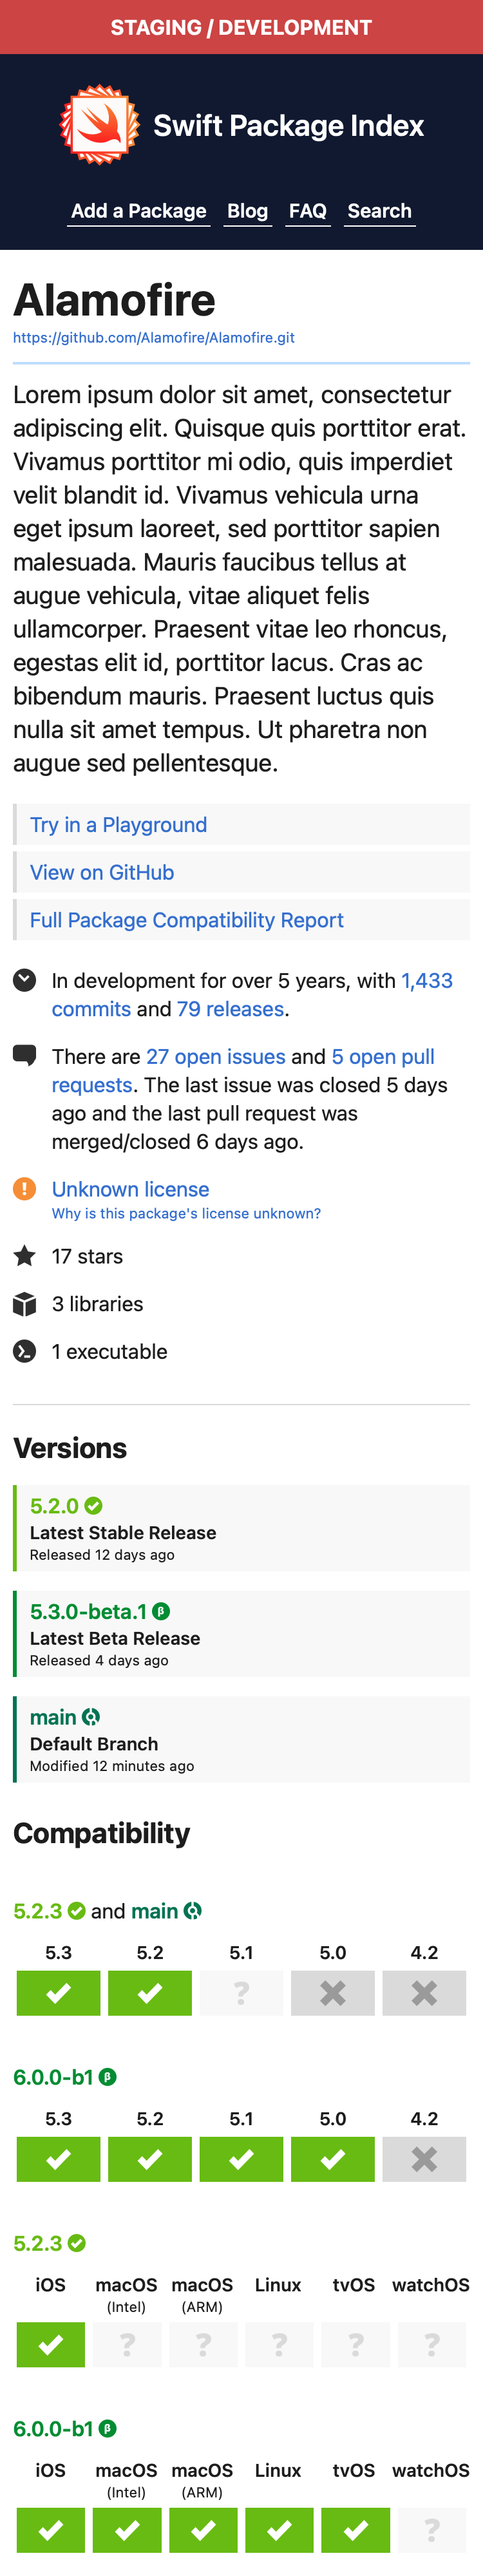 STAGING / DEVELOPMENT
Swift Package Index
Add a Package Blog FAQ Search
Alamofire
https://github.com/Alamofire/Alamofire.git
Lorem ipsum dolor sit amet, consectetur
adipiscing elit. Quisque quis porttitor erat.
Vivamus porttitor mi odio, quis imperdiet
velit blandit id. Vivamus vehicula urna
eget ipsum laoreet, sed porttitor sapien
malesuada. Mauris faucibus tellus at
augue vehicula, vitae aliquet felis
ullamcorper. Praesent vitae leo rhoncus,
egestas elit id, porttitor lacus. Cras ac
bibendum mauris. Praesent luctus quis
nulla sit amet tempus. Ut pharetra non
augue sed pellentesque.
Try in a Playground
View on GitHub
Full Package Compatibility Report
In development for over 5 years, with 1,433
commits and 79 releases.
There are 27 open issues and 5 open pull
requests. The last issue was closed 5 days
ago and the last pull request was
merged/closed 6 days ago.
Unknown license
Why is this package's license unknown?
17 stars
3 libraries
1 executable
Versions
5.2.0
Latest Stable Release
Released 12 days ago
5.3.0-beta.1 β
Latest Beta Release
Released 4 days ago
main
Default Branch
Modified 12 minutes ago
Compatibility
5.2.3 and main
5.3 5.2 5.1 5.0 4.2
?
6.0.0-b1 β
5.3 5.2 5.1 5.0 4.2
5.2.3
iOS macOS macOS Linux tvOS watchOS
(Intel) (ARM)
? ? ? ? ?
6.0.0-b1 β
iOS macOS macOS Linux tvOS watchOS
(Intel) (ARM)
?